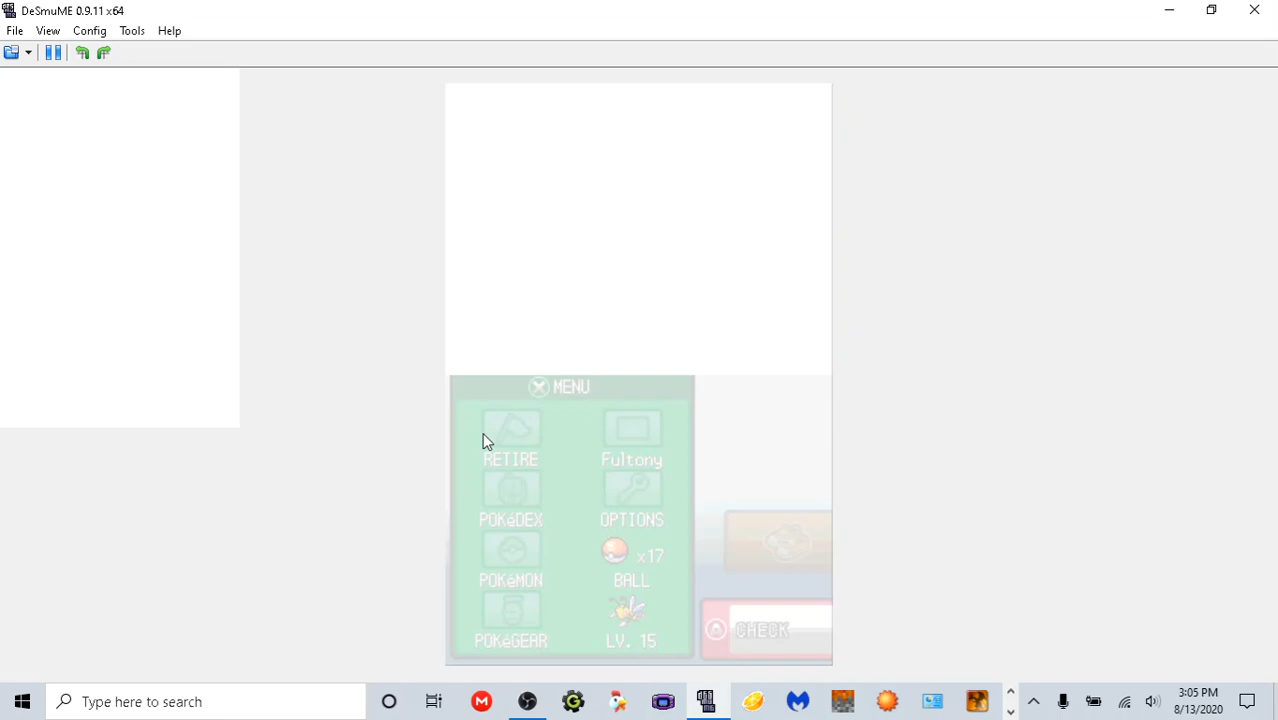 DeSmuME 0.9.11 x64
File View Config Tools Help
MENU
RETIRE Fultony
POKéDEX OPTIONS
x17
POKéMON BALL
POKéGEAR LV. 15
CHECK
Type here to search
3:05 PM
8/13/2020